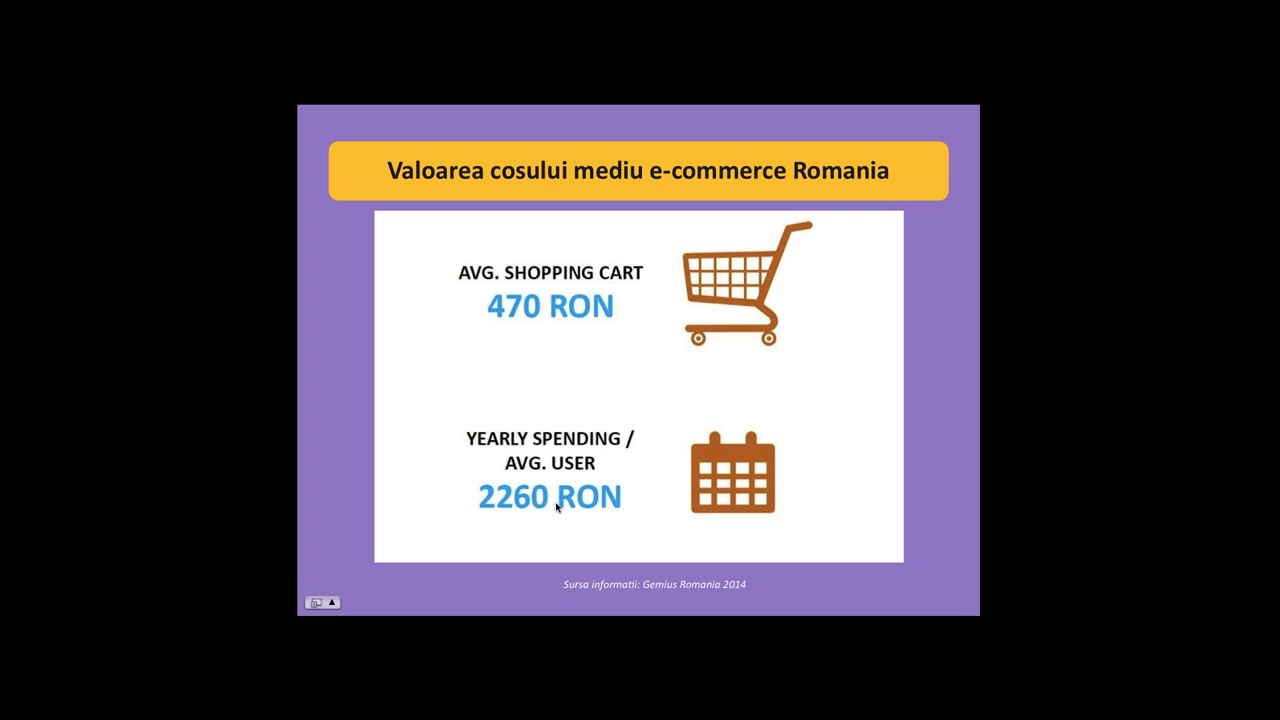 Valoarea cosului mediu e-commerce Romania
AVG. SHOPPING CART
470 RON
YEARLY SPENDING /
AVG. USER
2260 RON
Sursa informatii: Gemius Romania 2014